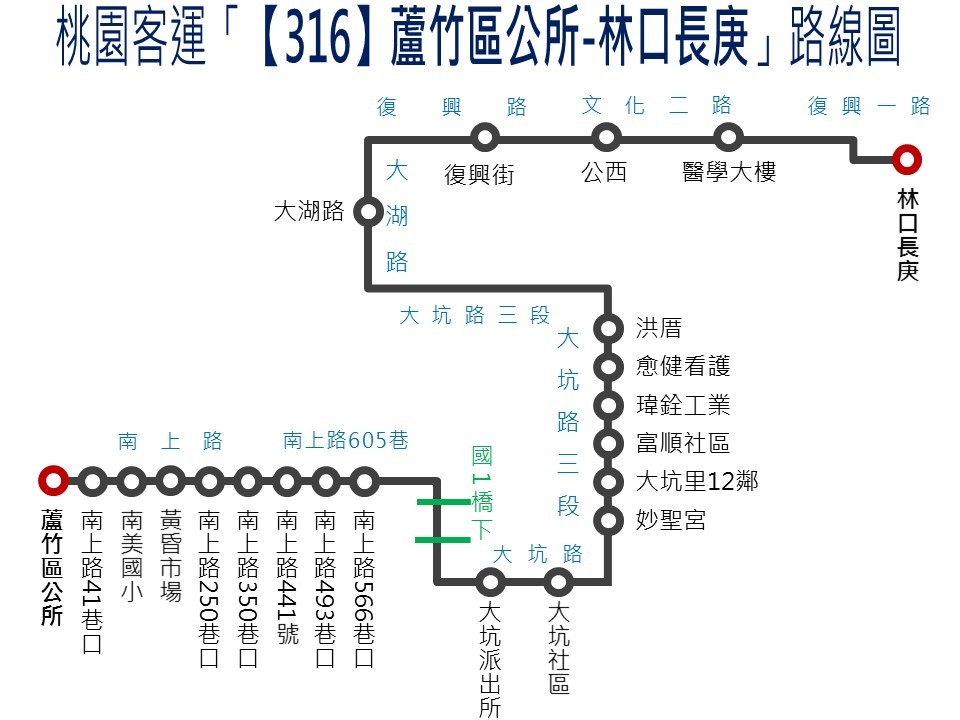 桃園客運「【316】蘆竹區公所-林口長庚」路線圖
復興路
文化二路
復興一路
復興街
公西
醫學大樓
林口長庚
大湖路
大湖路
大坑路三段
大坑路三段
洪厝
愈健看護
瑋銓工業
富順社區
大坑里12鄰
妙聖宮
南上路
南上路605巷
國1橋下
大坑路
蘆竹區公所
南上路41巷口
南美國小
黃昏市場
南上路250巷口
南上路350巷口
南上路441號
南上路493巷口
南上路566巷口
大坑派出所
大坑社區